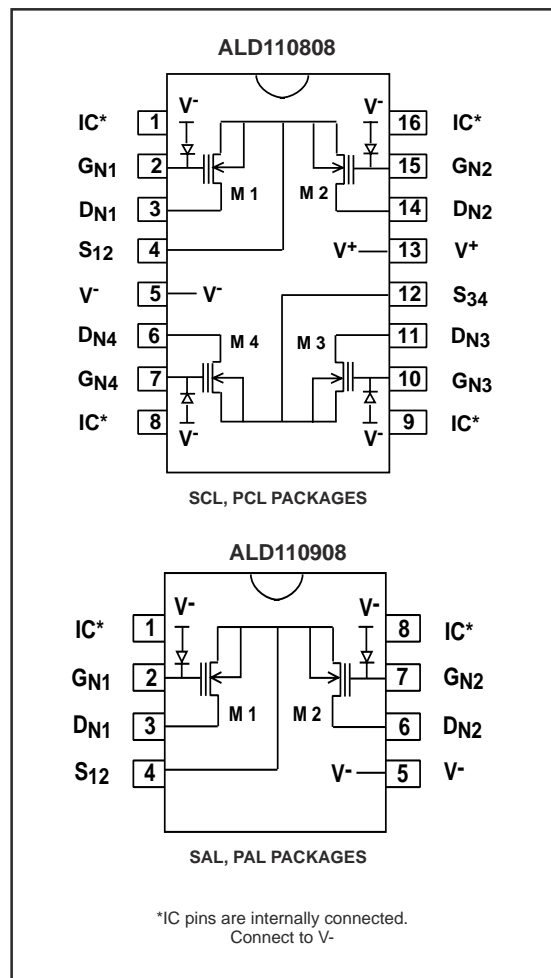 ALD110808
V- V-
IC* 1 16 IC*
GN1 2 15 GN2
M 1 M 2
DN1 3 14 DN2
S12 4 V+ 13 V+
V- 5 V- 12 S34
DN4 6 M 4 M 3 11 DN3
GN4 7 10 GN3
IC* 8 V- V- 9 IC*
SCL, PCL PACKAGES
ALD110908
V- V-
IC* 1 8 IC*
GN1 2 7 GN2
DN1 3 M 1 M 2 6 DN2
S12 4 V- 5 V-
SAL, PAL PACKAGES
*IC pins are internally connected.
Connect to V-